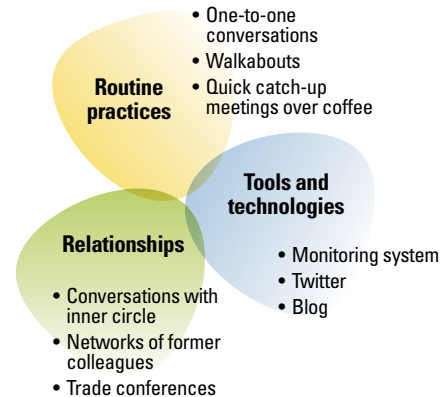 Routine
practices
• One-to-one
conversations
• Walkabouts
• Quick catch-up
meetings over coffee
Tools and
technologies
• Monitoring system
• Twitter
• Blog
Relationships
• Conversations with
inner circle
• Networks of former
colleagues
• Trade conferences